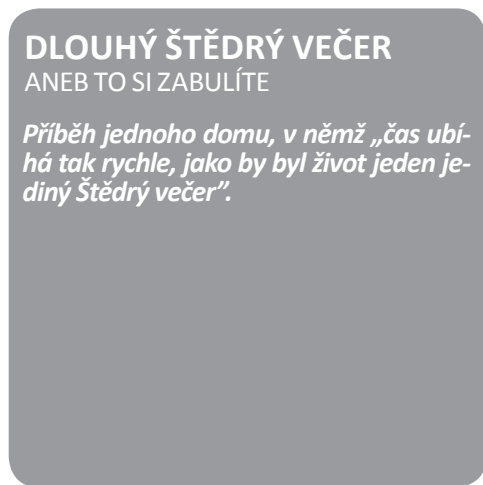 DLOUHÝ ŠTĚDRÝ VEČER
ANEB TO SI ZABULÍTE
Příběh jednoho domu, v němž „čas ubí-
há tak rychle, jako by byl život jeden je-
diný Štědrý večer”.